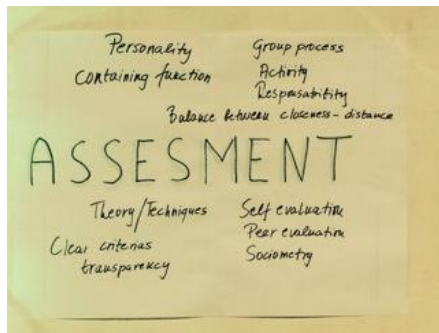 Personality
containing function
Group process
Activity
Responsability
Balance between closeness - distance
ASSESMENT
Theory/Techniques
Clear criterias
transparency
Self evaluation
Peer evaluation
Sociometry